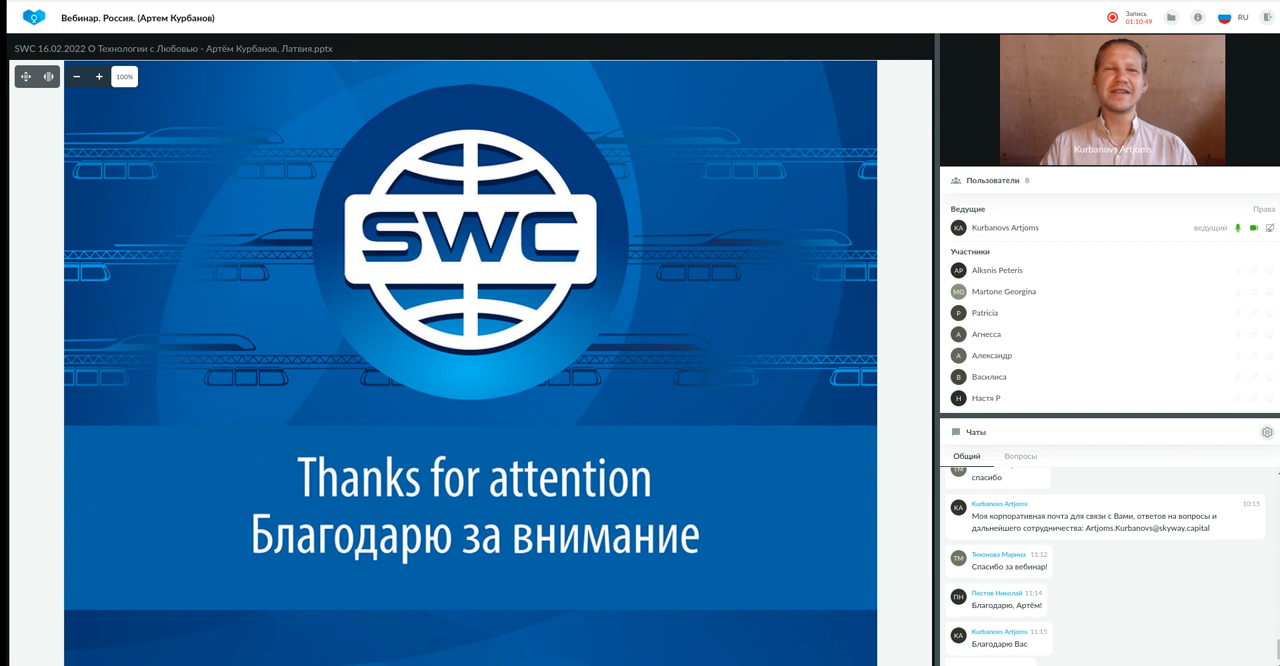 Вебинар. Россия. (Артем Курбанов)
Запись
01:10:49
RU
SWC 16.02.2022 О Технологии с Любовью - Артём Курбанов, Латвия.pptx
100%
SWC
Thanks for attention
Благодарю за внимание
Kurbanovs Artjoms
Пользователи 8
Ведущие
Права
KA Kurbanovs Artjoms ведущий
Участники
AP Alksnis Peteris
MG Martone Georgina
P Patricia
А Агнесса
А Александр
В Василиса
Н Настя Р
Чаты
Общий Вопросы
ТМ
спасибо
Kurbanovs Artjoms 10:15
KA Моя корпоративная почта для связи с Вами, ответов на вопросы и
дальнейшего сотрудничества: Artjoms.Kurbanovs@skyway.capital
Тихонова Марина 11:12
ТМ Спасибо за вебинар!
Пестов Николай 11:14
ПН Благодарю, Артём!
Kurbanovs Artjoms 11:15
KA Благодарю Вас